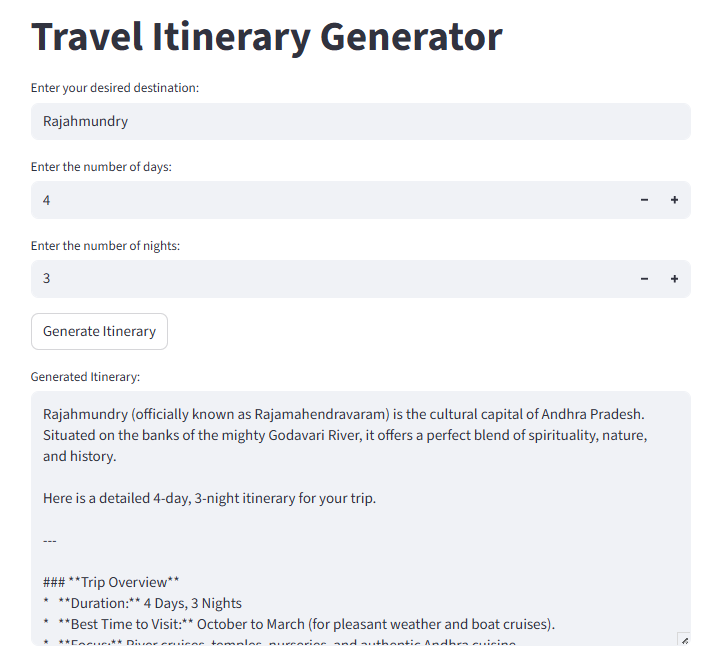 Travel Itinerary Generator
Enter your desired destination:
Rajahmundry
Enter the number of days:
4
− +
Enter the number of nights:
3
− +
Generate Itinerary
Generated Itinerary:
Rajahmundry (officially known as Rajamahendravaram) is the cultural capital of Andhra Pradesh.
Situated on the banks of the mighty Godavari River, it offers a perfect blend of spirituality, nature,
and history.
Here is a detailed 4-day, 3-night itinerary for your trip.
---
### **Trip Overview**
* **Duration:** 4 Days, 3 Nights
* **Best Time to Visit:** October to March (for pleasant weather and boat cruises).
* **Focus:** River cruises, temples, nurseries, and authentic Andhra cuisine.